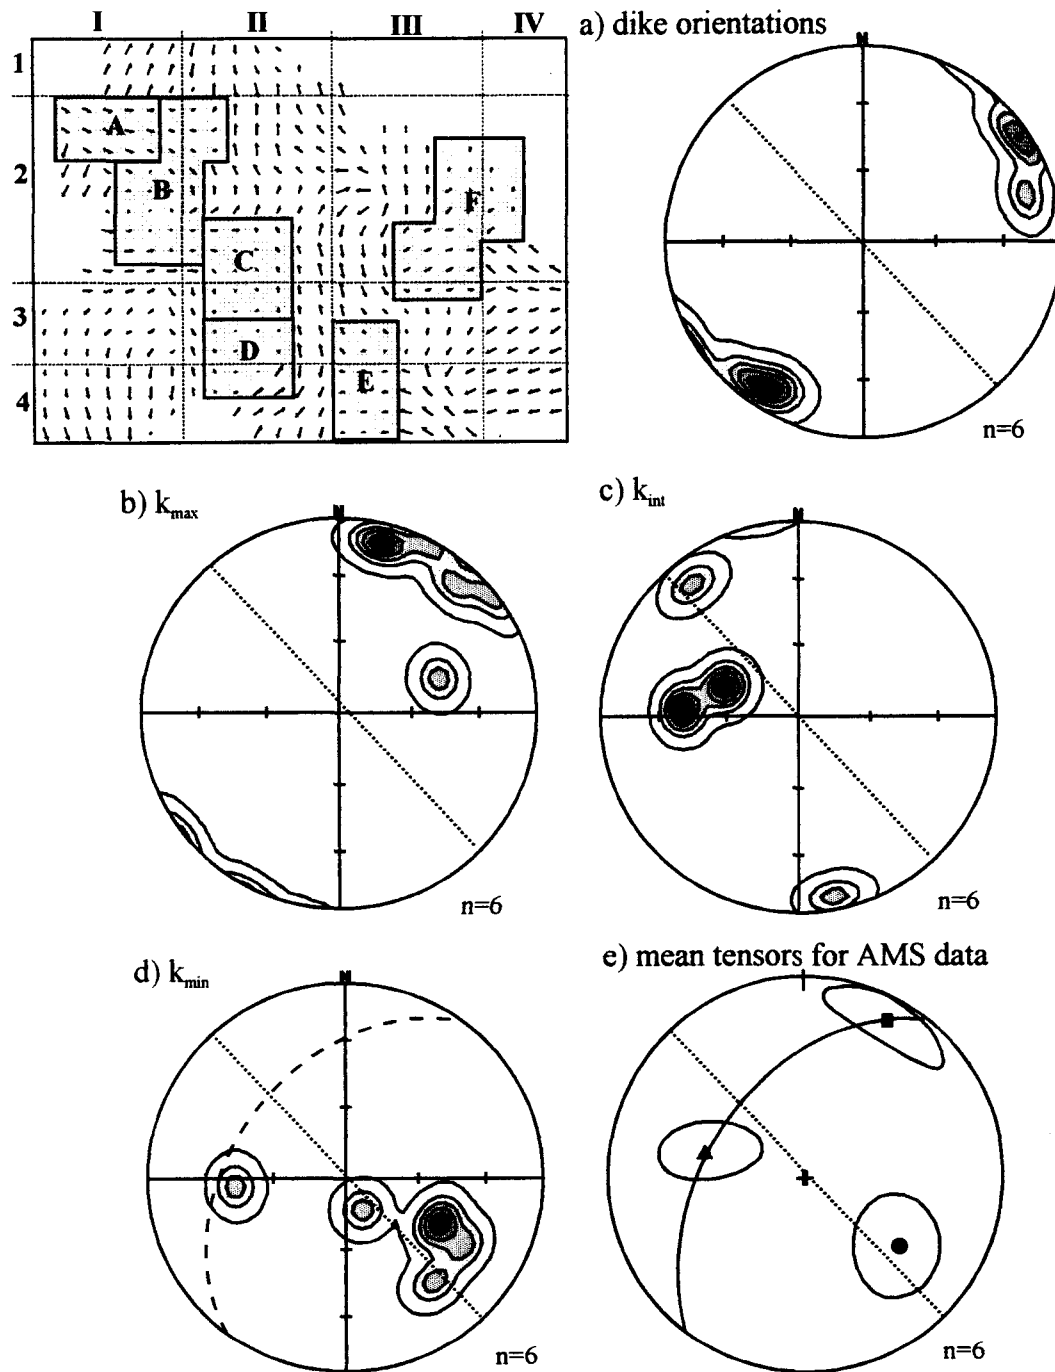 I II III IV
a) dike orientations
1
2
3
4
A
B
C
D
E
F
N
n=6
b) kmax
N
n=6
c) kint
N
n=6
d) kmin
N
n=6
e) mean tensors for AMS data
n=6